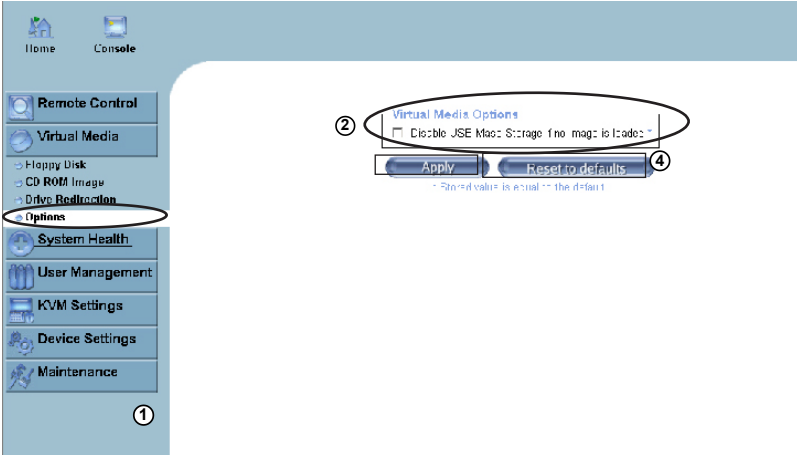 Home Console
Remote Control
Virtual Media
Floppy Disk
CD ROM Image
Drive Redirection
Options
System Health
User Management
KVM Settings
Device Settings
Maintenance
1
2
Virtual Media Options
Disable USB Mass Storage if no image is loaded *
Apply Reset to defaults
4
* Stored value is equal to the default